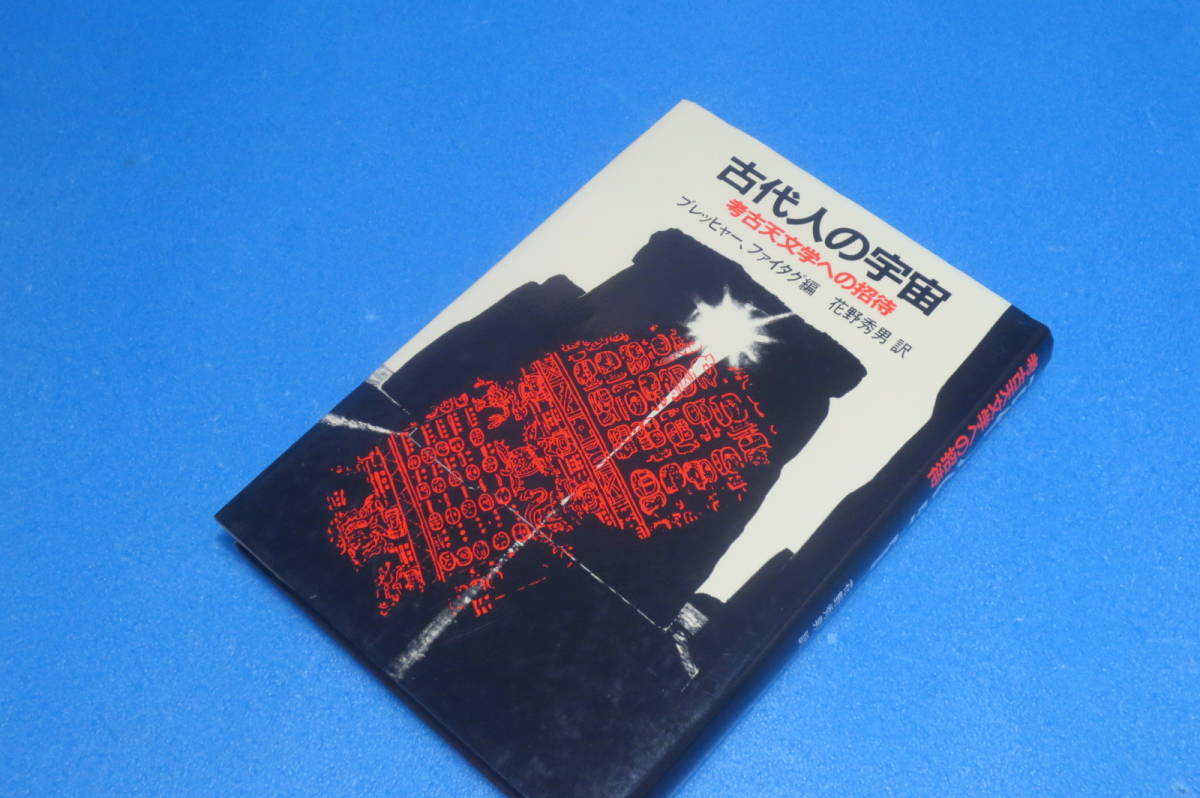 古代人の宇宙
考古天文学への招待
ブレッヒャー、ファイタグ編 花野秀男訳
考古天文学への招待